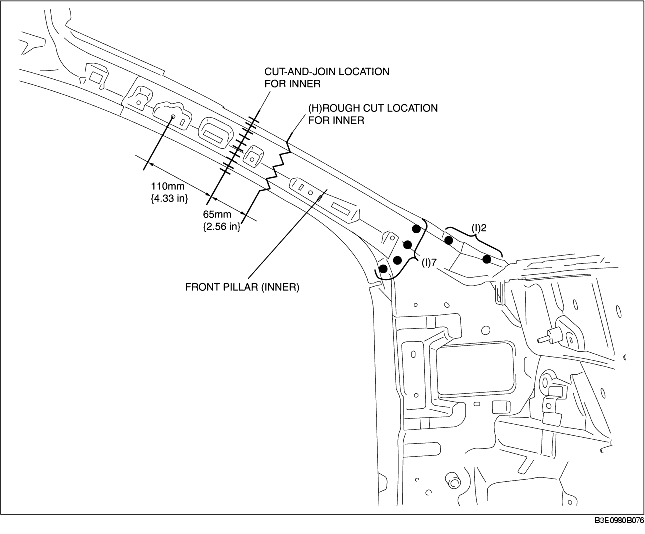 CUT-AND-JOIN LOCATION
FOR INNER
(H)ROUGH CUT LOCATION
FOR INNER
110mm
{4.33 in}
65mm
{2.56 in}
(I)2
(I)7
FRONT PILLAR (INNER)
B3E0980B076